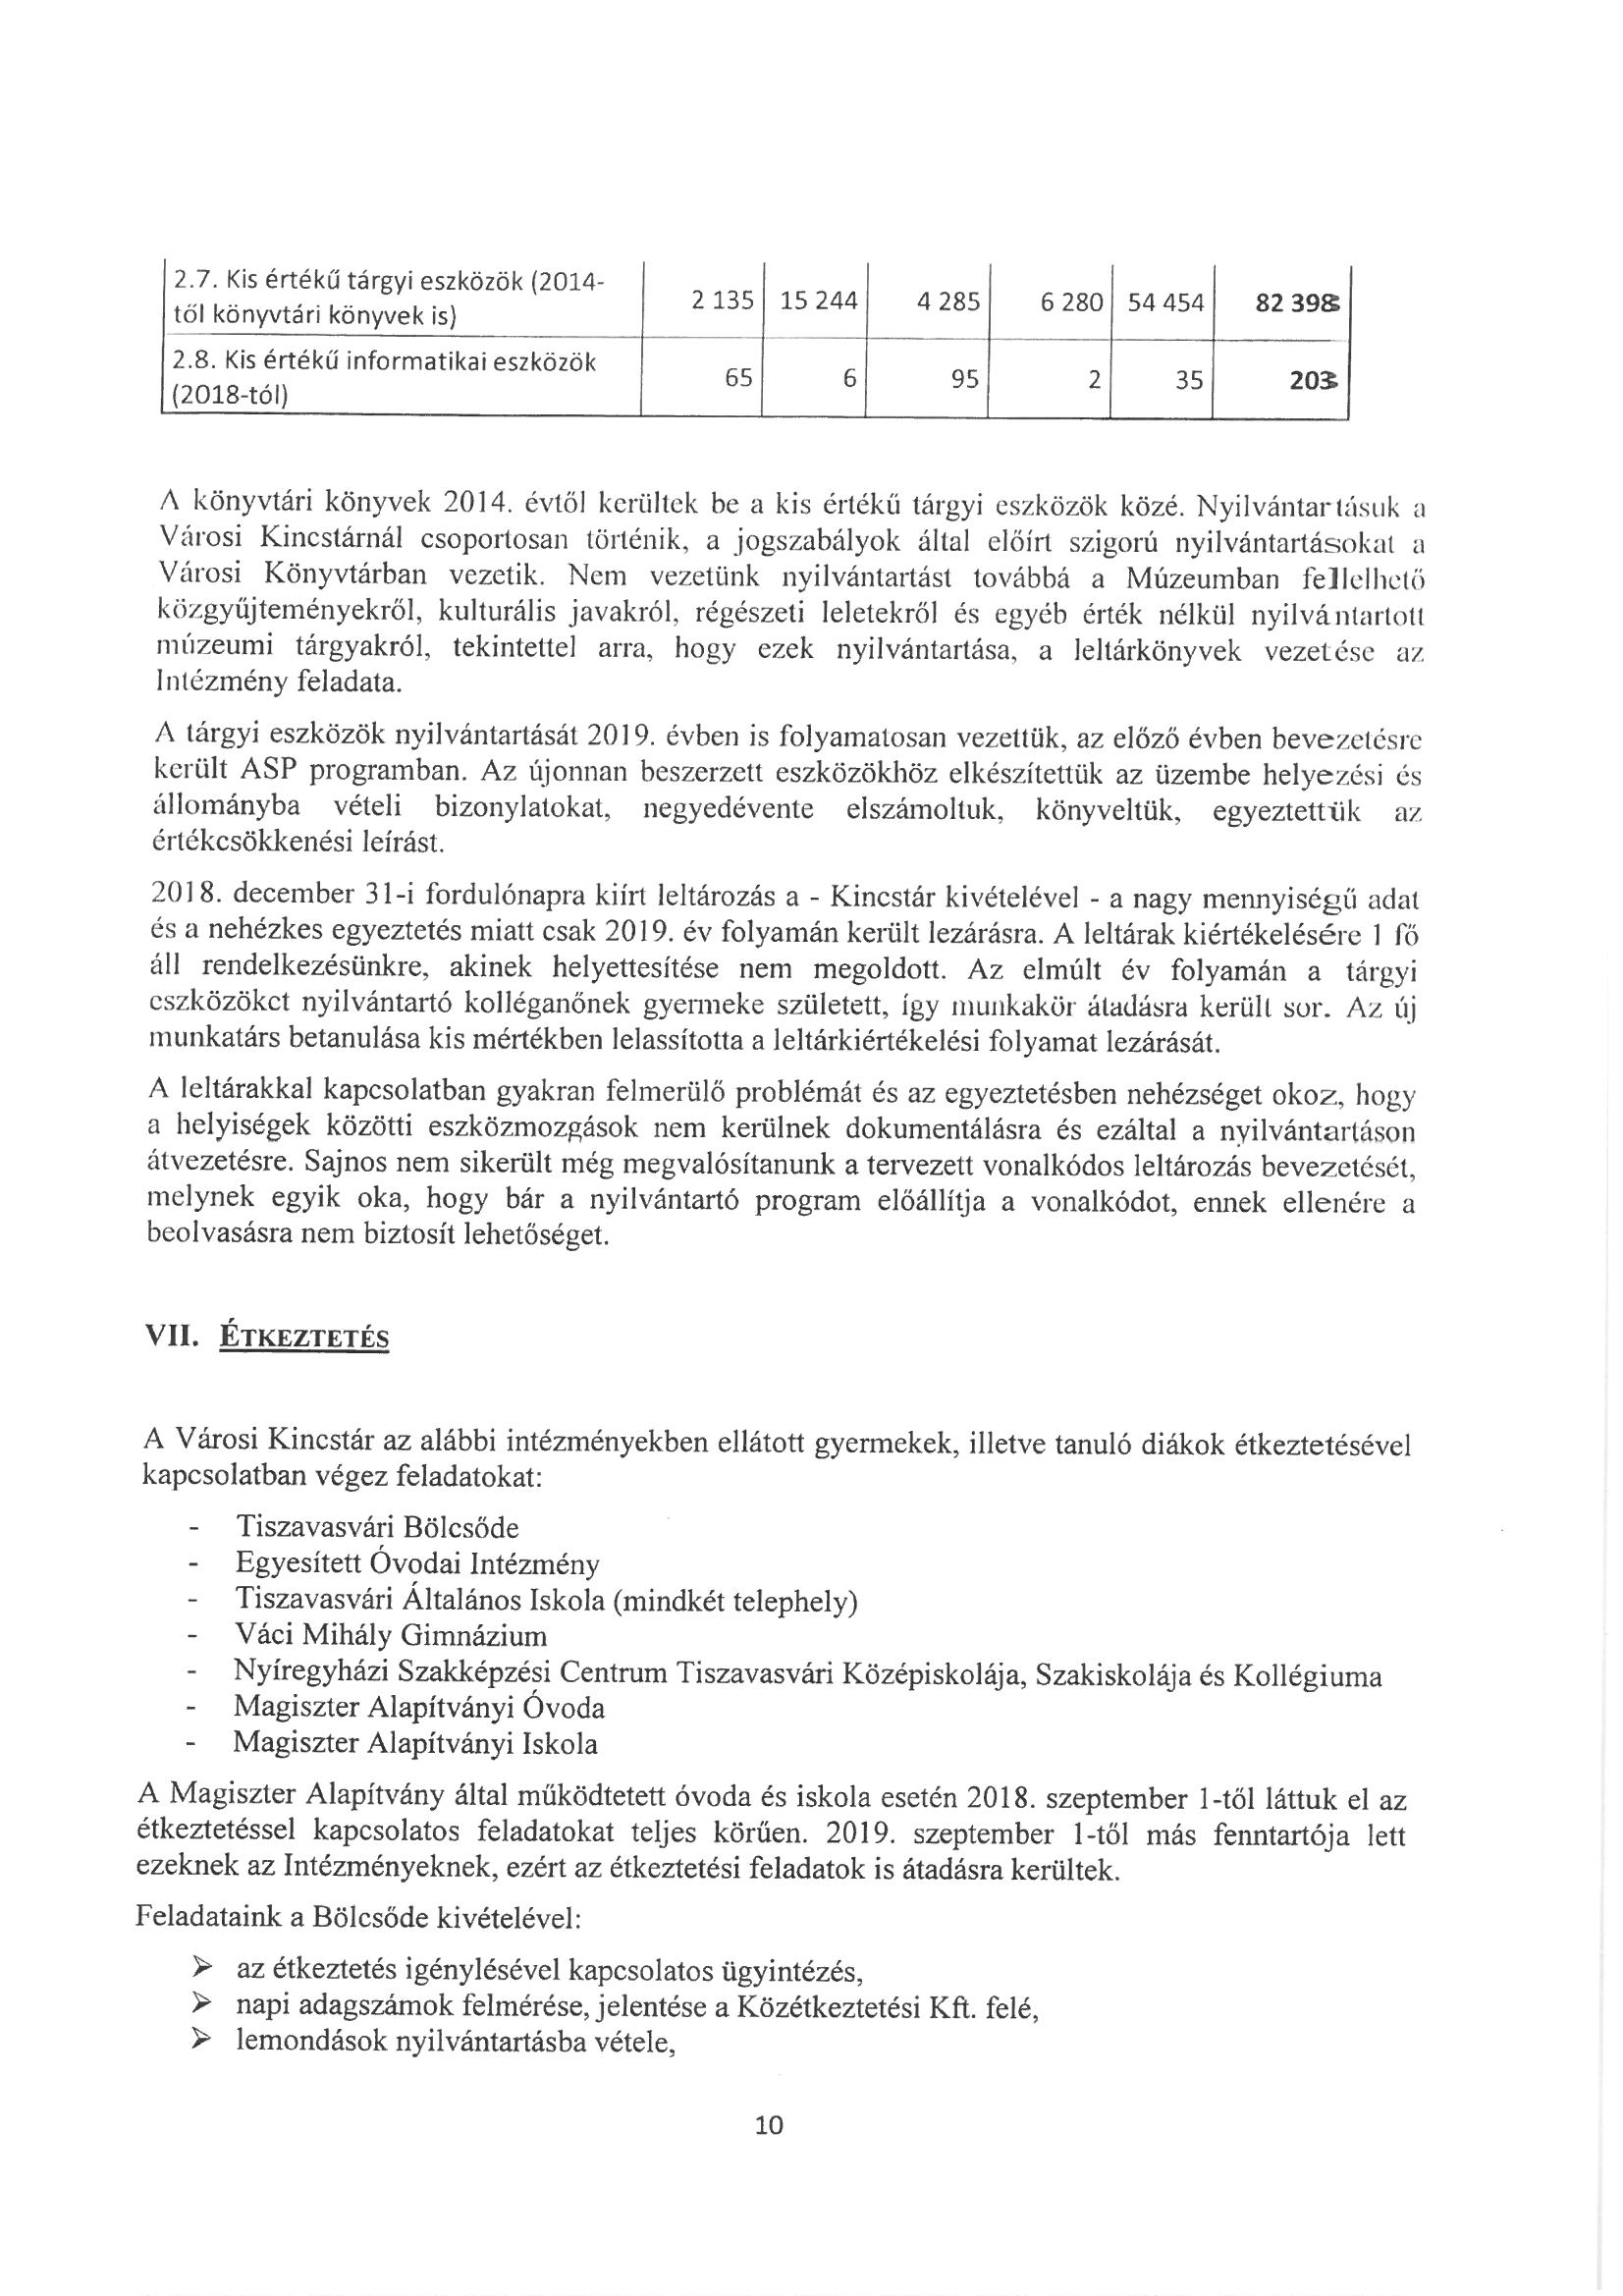 2.7. Kis értékű tárgyi eszközök (2014-
től könyvtári könyvek is) 2 135 15 244 4 285 6 280 54 454 82 398
2.8. Kis értékű informatikai eszközök
(2018-tól) 65 6 95 2 35 203
A könyvtári könyvek 2014. évtől kerültek be a kis értékű tárgyi eszközök közé. Nyilvántartásuk a
Városi Kincstárnál csoportosan történik, a jogszabályok által előírt szigorú nyilvántartásokat a
Városi Könyvtárban vezetik. Nem vezetünk nyilvántartást továbbá a Múzeumban fellelhető
közgyűjteményekről, kulturális javakról, régészeti leletekről és egyéb érték nélkül nyilvántartott
múzeumi tárgyakról, tekintettel arra, hogy ezek nyilvántartása, a leltárkönyvek vezetése az
Intézmény feladata.
A tárgyi eszközök nyilvántartását 2019. évben is folyamatosan vezettük, az előző évben bevezetésre
került ASP programban. Az újonnan beszerzett eszközökhöz elkészítettük az üzembe helyezési és
állományba vételi bizonylatokat, negyedévente elszámoltuk, könyveltük, egyeztettük az
értékcsökkenési leírást.
2018. december 31-i fordulónapra kiírt leltározás a - Kincstár kivételével - a nagy mennyiségű adat
és a nehézkes egyeztetés miatt csak 2019. év folyamán került lezárásra. A leltárak kiértékelésére 1 fő
áll rendelkezésünkre, akinek helyettesítése nem megoldott. Az elmúlt év folyamán a tárgyi
eszközöket nyilvántartó kolléganőnek gyermeke született, így munkakör átadásra került sor. Az új
munkatárs betanulása kis mértékben lelassította a leltárkiértékelési folyamat lezárását.
A leltárakkal kapcsolatban gyakran felmerülő problémát és az egyeztetésben nehézséget okoz, hogy
a helyiségek közötti eszközmozgások nem kerülnek dokumentálásra és ezáltal a nyilvántartáson
átvezetésre. Sajnos nem sikerült még megvalósítanunk a tervezett vonalkódos leltározás bevezetését,
melynek egyik oka, hogy bár a nyilvántartó program előállítja a vonalkódot, ennek ellenére a
beolvasásra nem biztosít lehetőséget.
VII. ÉTKEZTETÉS
A Városi Kincstár az alábbi intézményekben ellátott gyermekek, illetve tanuló diákok étkeztetésével
kapcsolatban végez feladatokat:
- Tiszavasvári Bölcsőde
- Egyesített Óvodai Intézmény
- Tiszavasvári Általános Iskola (mindkét telephely)
- Váci Mihály Gimnázium
- Nyíregyházi Szakképzési Centrum Tiszavasvári Középiskolája, Szakiskolája és Kollégiuma
- Magiszter Alapítványi Óvoda
- Magiszter Alapítványi Iskola
A Magiszter Alapítvány által működtetett óvoda és iskola esetén 2018. szeptember 1-től láttuk el az
étkeztetéssel kapcsolatos feladatokat teljes körűen. 2019. szeptember 1-től más fenntartója lett
ezeknek az Intézményeknek, ezért az étkeztetési feladatok is átadásra kerültek.
Feladataink a Bölcsőde kivételével:
➢ az étkeztetés igénylésével kapcsolatos ügyintézés,
➢ napi adagszámok felmérése, jelentése a Közétkeztetési Kft. felé,
➢ lemondások nyilvántartásba vétele,
10